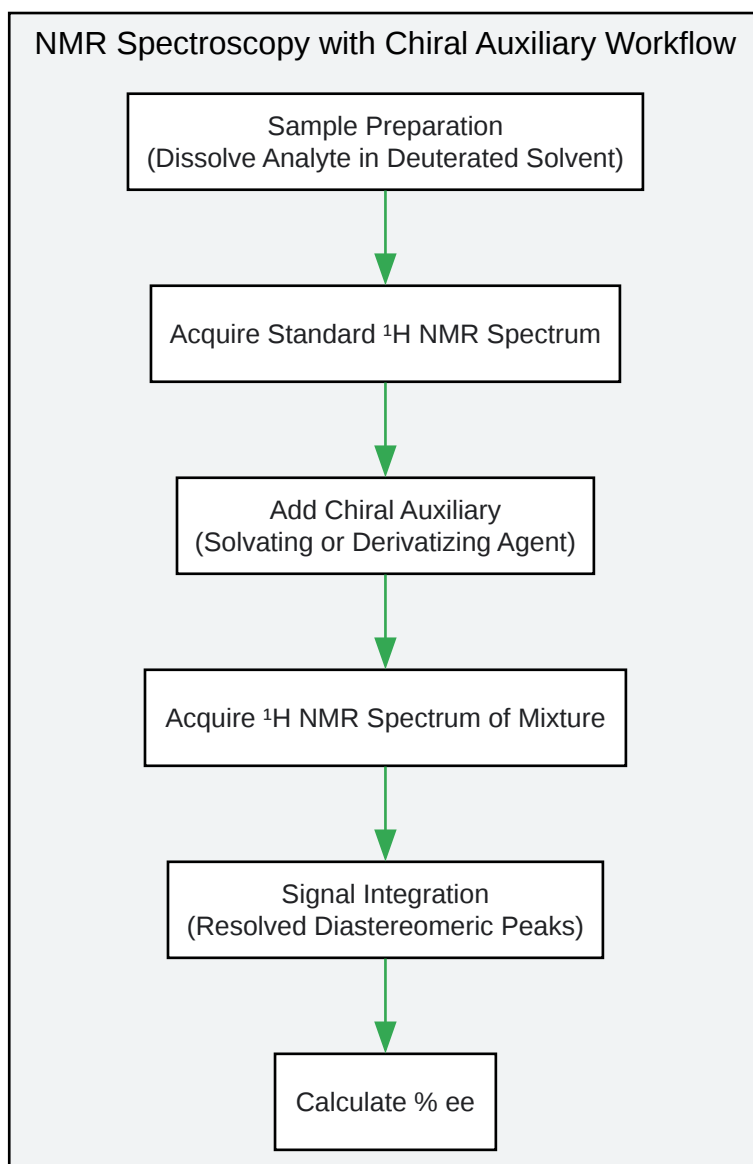 NMR Spectroscopy with Chiral Auxiliary Workflow
Sample Preparation
(Dissolve Analyte in Deuterated Solvent)
Acquire Standard ¹H NMR Spectrum
Add Chiral Auxiliary
(Solvating or Derivatizing Agent)
Acquire ¹H NMR Spectrum of Mixture
Signal Integration
(Resolved Diastereomeric Peaks)
Calculate % ee